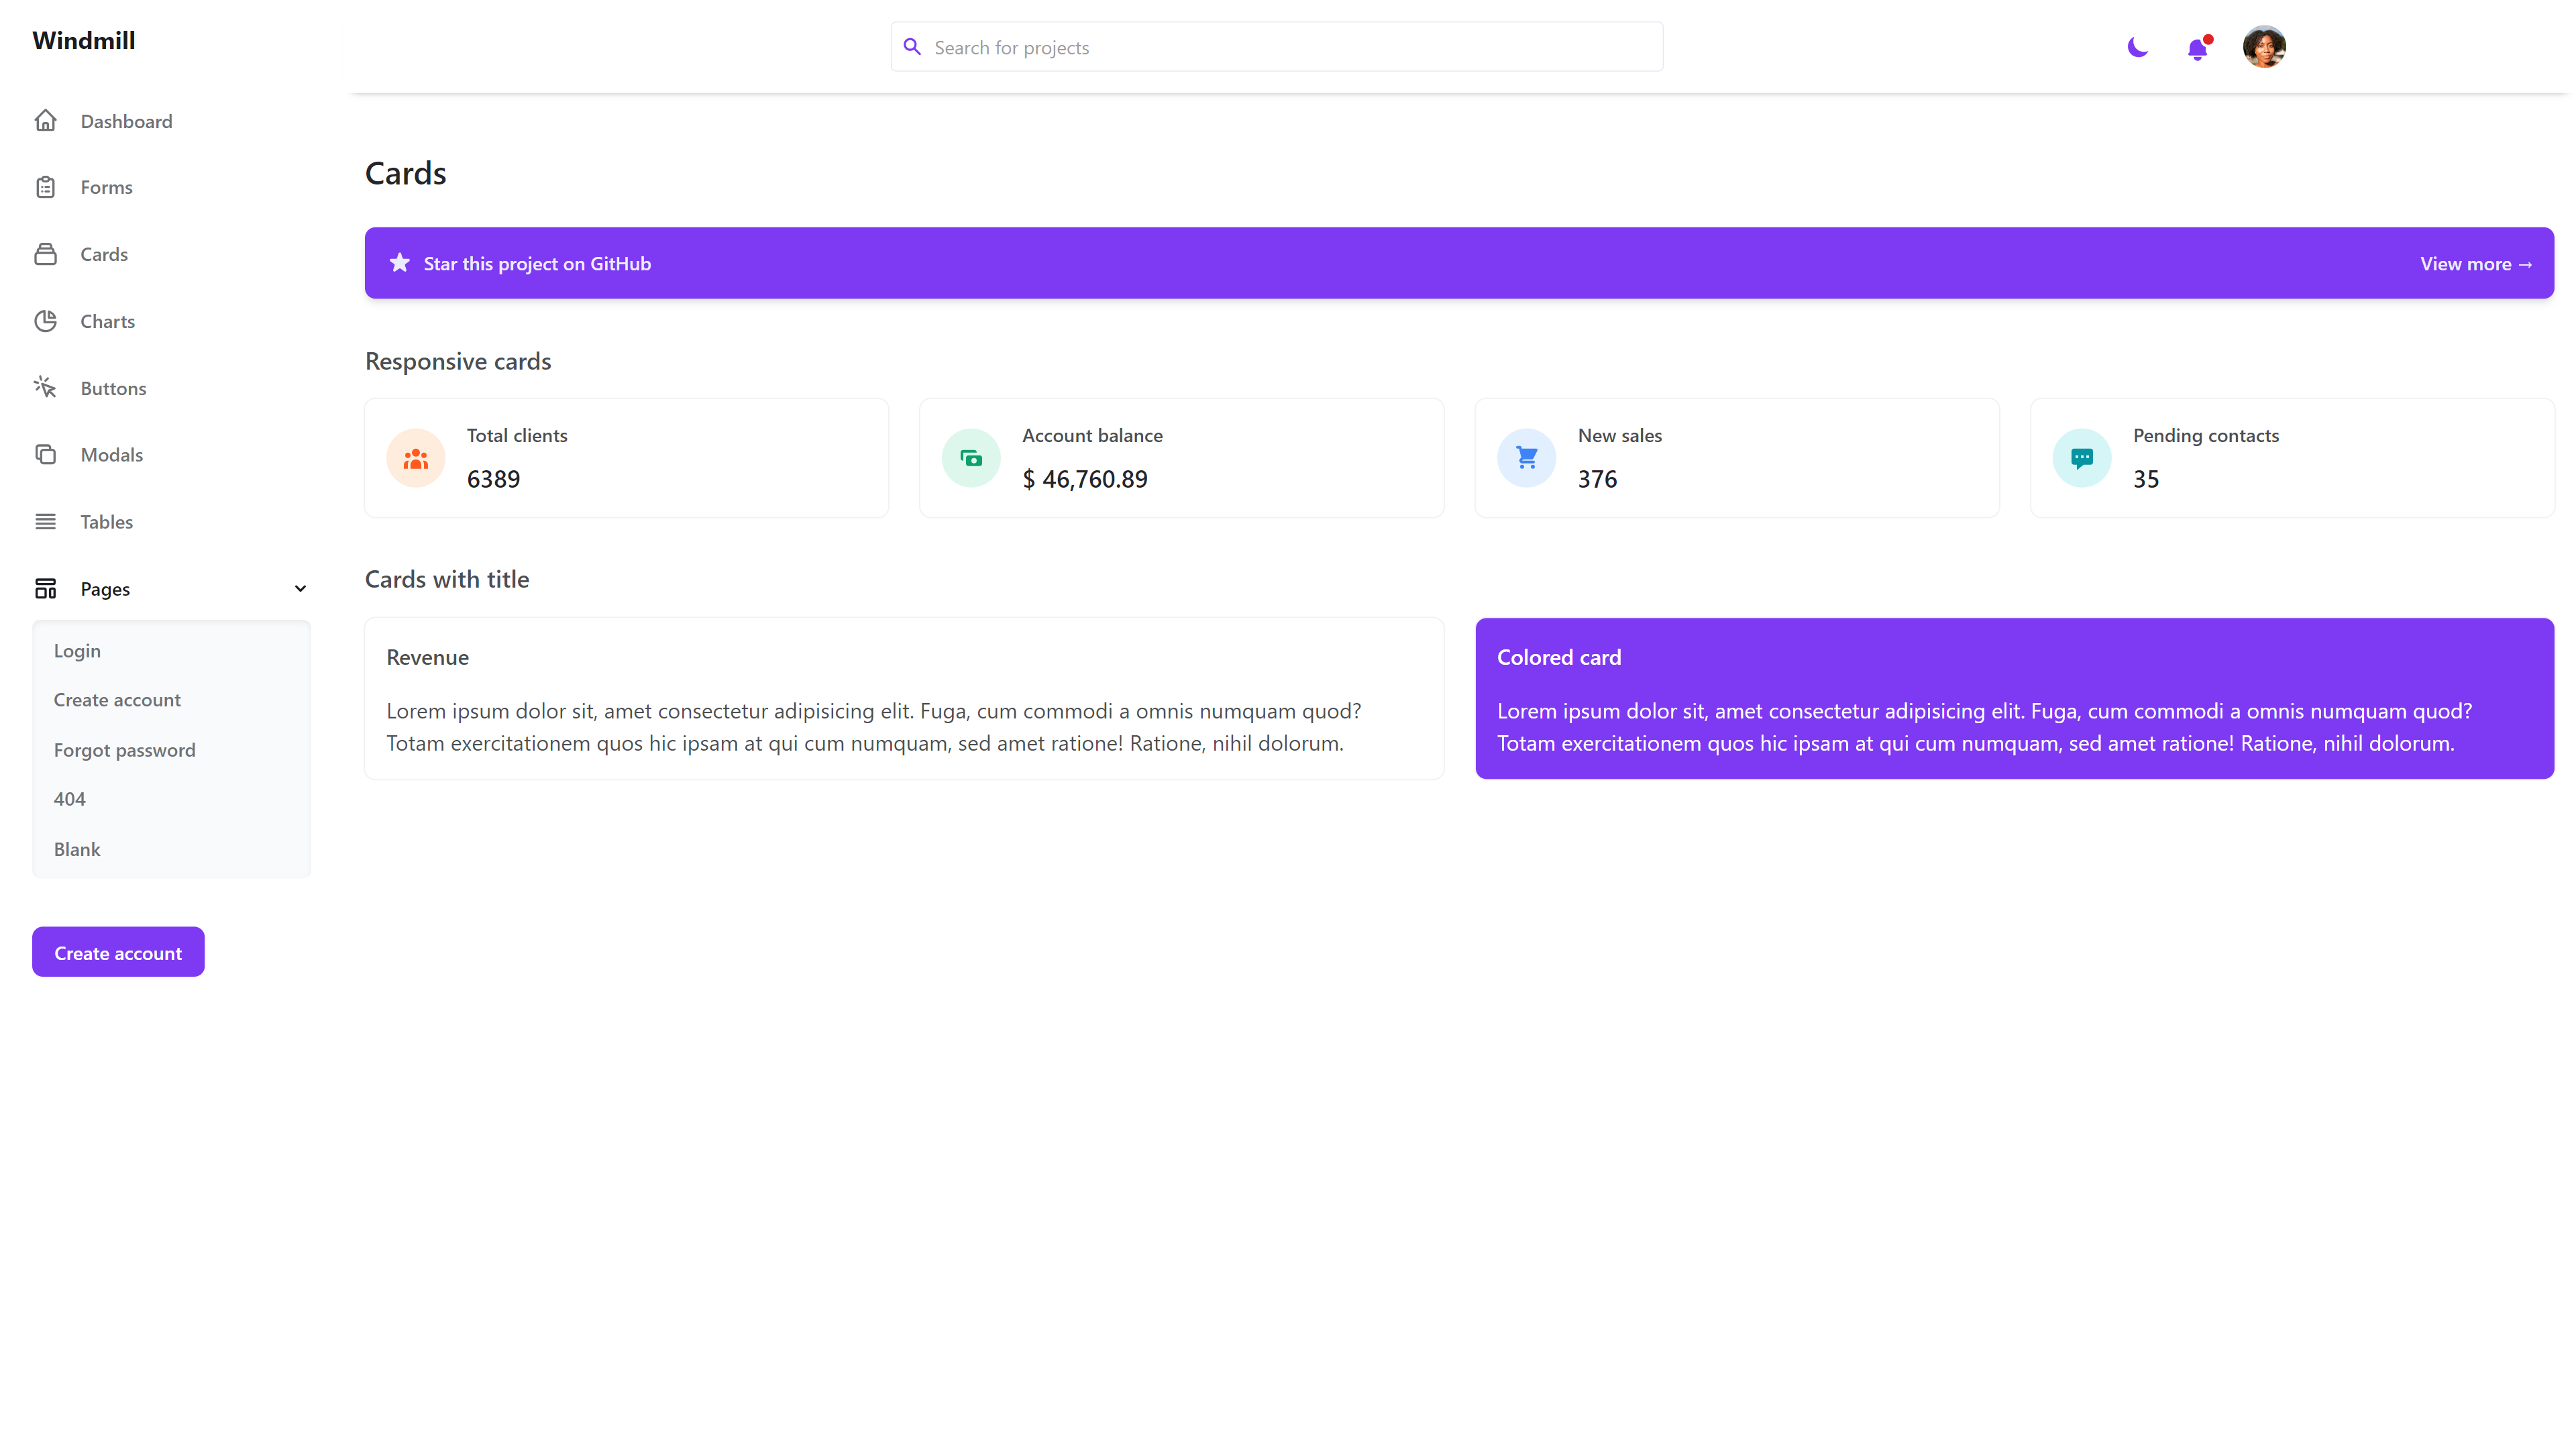 Windmill
Search for projects
Dashboard
Forms
Cards
Charts
Buttons
Modals
Tables
Pages
Login
Create account
Forgot password
404
Blank
Create account
Cards
Star this project on GitHub
View more →
Responsive cards
Total clients
6389
Account balance
$ 46,760.89
New sales
376
Pending contacts
35
Cards with title
Revenue
Lorem ipsum dolor sit, amet consectetur adipisicing elit. Fuga, cum commodi a omnis numquam quod?
Totam exercitationem quos hic ipsam at qui cum numquam, sed amet ratione! Ratione, nihil dolorum.
Colored card
Lorem ipsum dolor sit, amet consectetur adipisicing elit. Fuga, cum commodi a omnis numquam quod?
Totam exercitationem quos hic ipsam at qui cum numquam, sed amet ratione! Ratione, nihil dolorum.